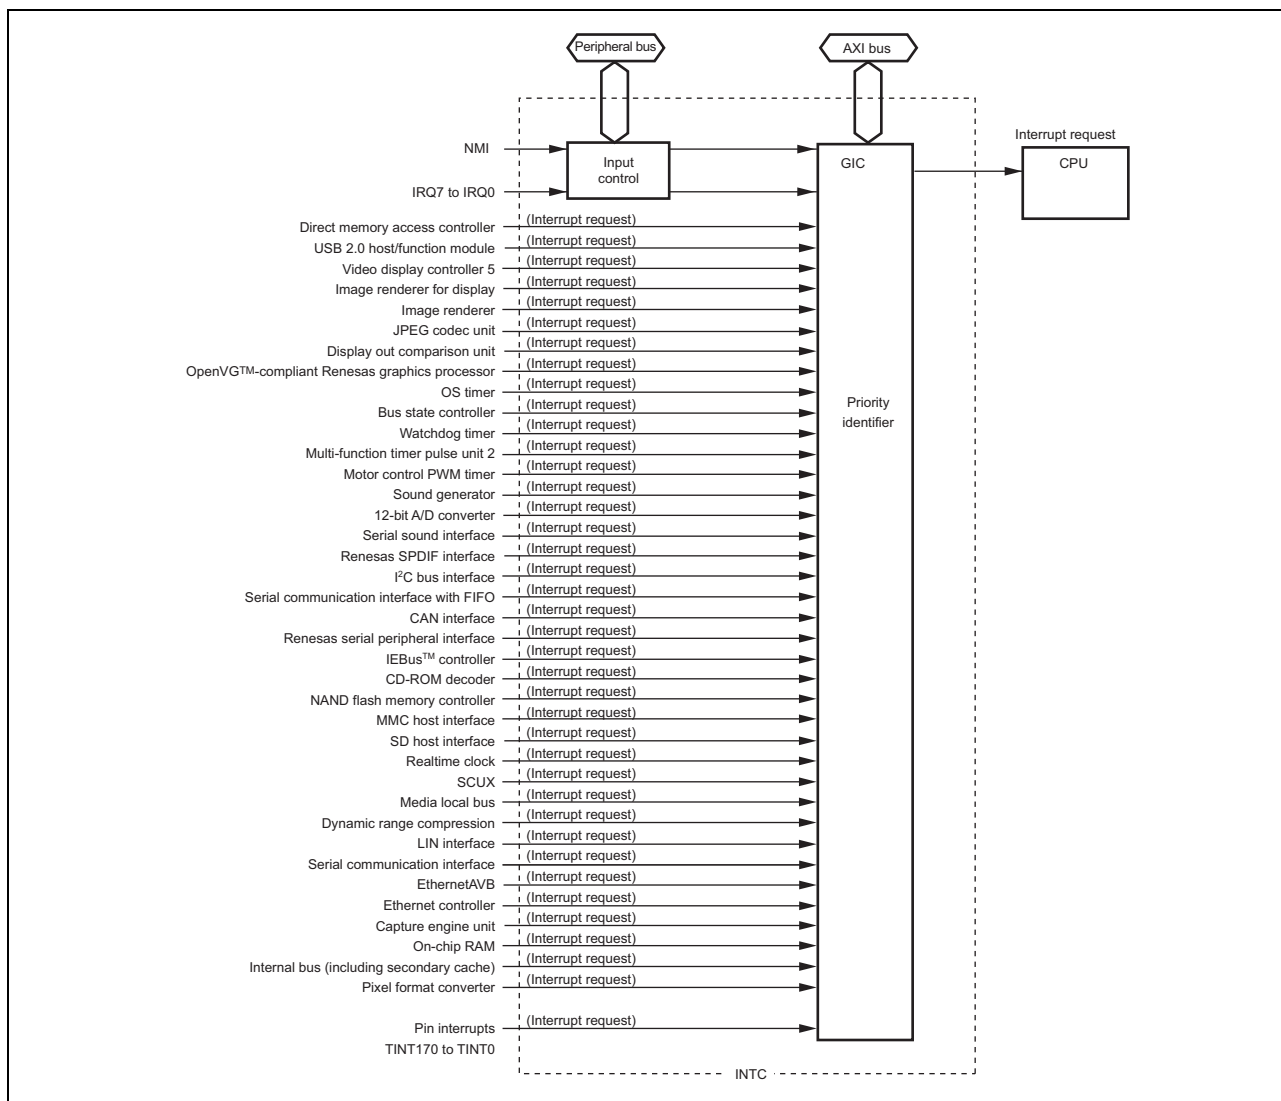 Peripheral bus
AXI bus
Interrupt request
NMI
Input
control
GIC
CPU
IRQ7 to IRQ0
Direct memory access controller (Interrupt request)
USB 2.0 host/function module (Interrupt request)
Video display controller 5 (Interrupt request)
Image renderer for display (Interrupt request)
Image renderer (Interrupt request)
JPEG codec unit (Interrupt request)
Display out comparison unit (Interrupt request)
OpenVG™-compliant Renesas graphics processor (Interrupt request)
OS timer (Interrupt request)
Bus state controller (Interrupt request)
Priority
identifier
Watchdog timer (Interrupt request)
Multi-function timer pulse unit 2 (Interrupt request)
Motor control PWM timer (Interrupt request)
Sound generator (Interrupt request)
12-bit A/D converter (Interrupt request)
Serial sound interface (Interrupt request)
Renesas SPDIF interface (Interrupt request)
I²C bus interface (Interrupt request)
Serial communication interface with FIFO (Interrupt request)
CAN interface (Interrupt request)
Renesas serial peripheral interface (Interrupt request)
IEBus™ controller (Interrupt request)
CD-ROM decoder (Interrupt request)
NAND flash memory controller (Interrupt request)
MMC host interface (Interrupt request)
SD host interface (Interrupt request)
Realtime clock (Interrupt request)
SCUX (Interrupt request)
Media local bus (Interrupt request)
Dynamic range compression (Interrupt request)
LIN interface (Interrupt request)
Serial communication interface (Interrupt request)
EthernetAVB (Interrupt request)
Ethernet controller (Interrupt request)
Capture engine unit (Interrupt request)
On-chip RAM (Interrupt request)
Internal bus (including secondary cache) (Interrupt request)
Pixel format converter (Interrupt request)
Pin interrupts (Interrupt request)
TINT170 to TINT0
INTC